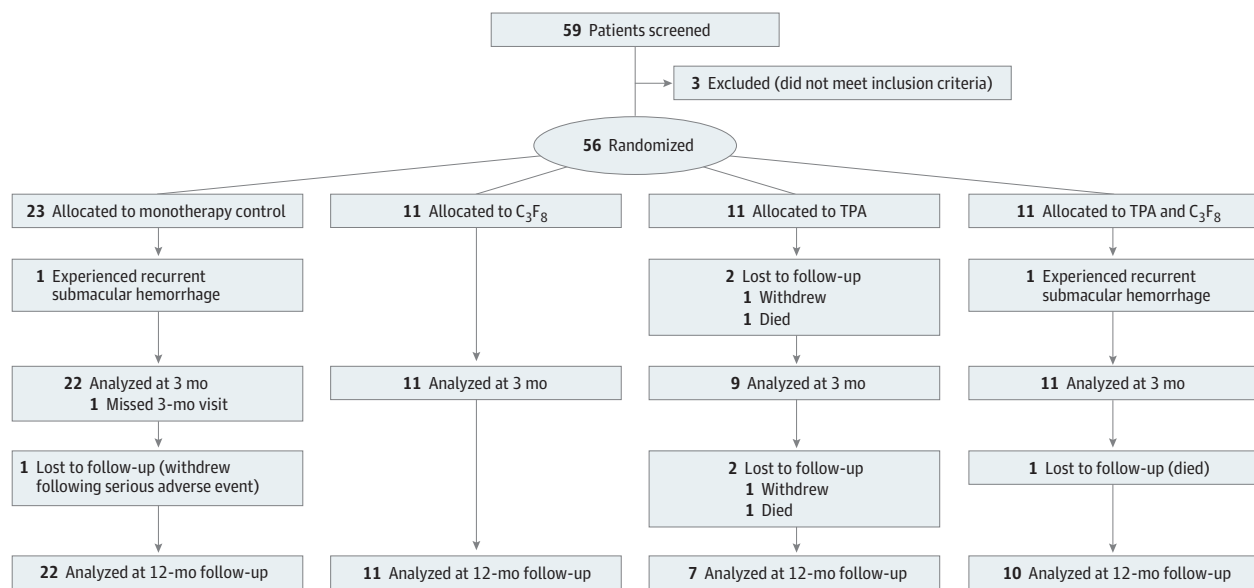 59 Patients screened
3 Excluded (did not meet inclusion criteria)
56 Randomized
23 Allocated to monotherapy control
11 Allocated to C₃F₈
11 Allocated to TPA
11 Allocated to TPA and C₃F₈
1 Experienced recurrent
submacular hemorrhage
2 Lost to follow-up
1 Withdrew
1 Died
1 Experienced recurrent
submacular hemorrhage
22 Analyzed at 3 mo
1 Missed 3-mo visit
11 Analyzed at 3 mo
9 Analyzed at 3 mo
11 Analyzed at 3 mo
1 Lost to follow-up (withdrew
following serious adverse event)
2 Lost to follow-up
1 Withdrew
1 Died
1 Lost to follow-up (died)
22 Analyzed at 12-mo follow-up
11 Analyzed at 12-mo follow-up
7 Analyzed at 12-mo follow-up
10 Analyzed at 12-mo follow-up